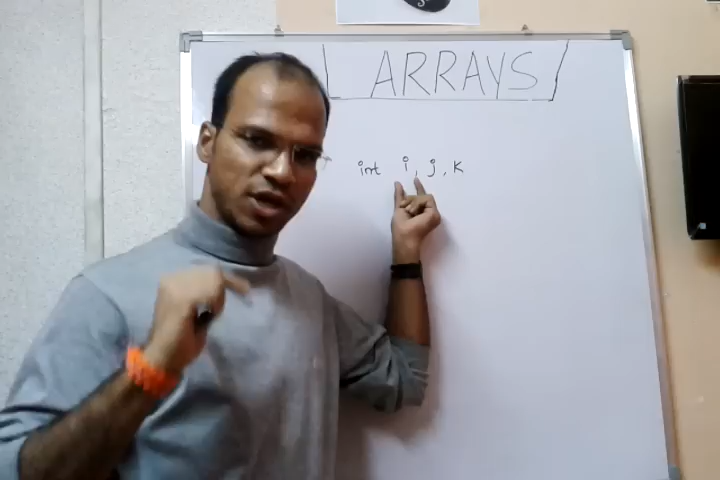 ARRAYS
int i, j, k